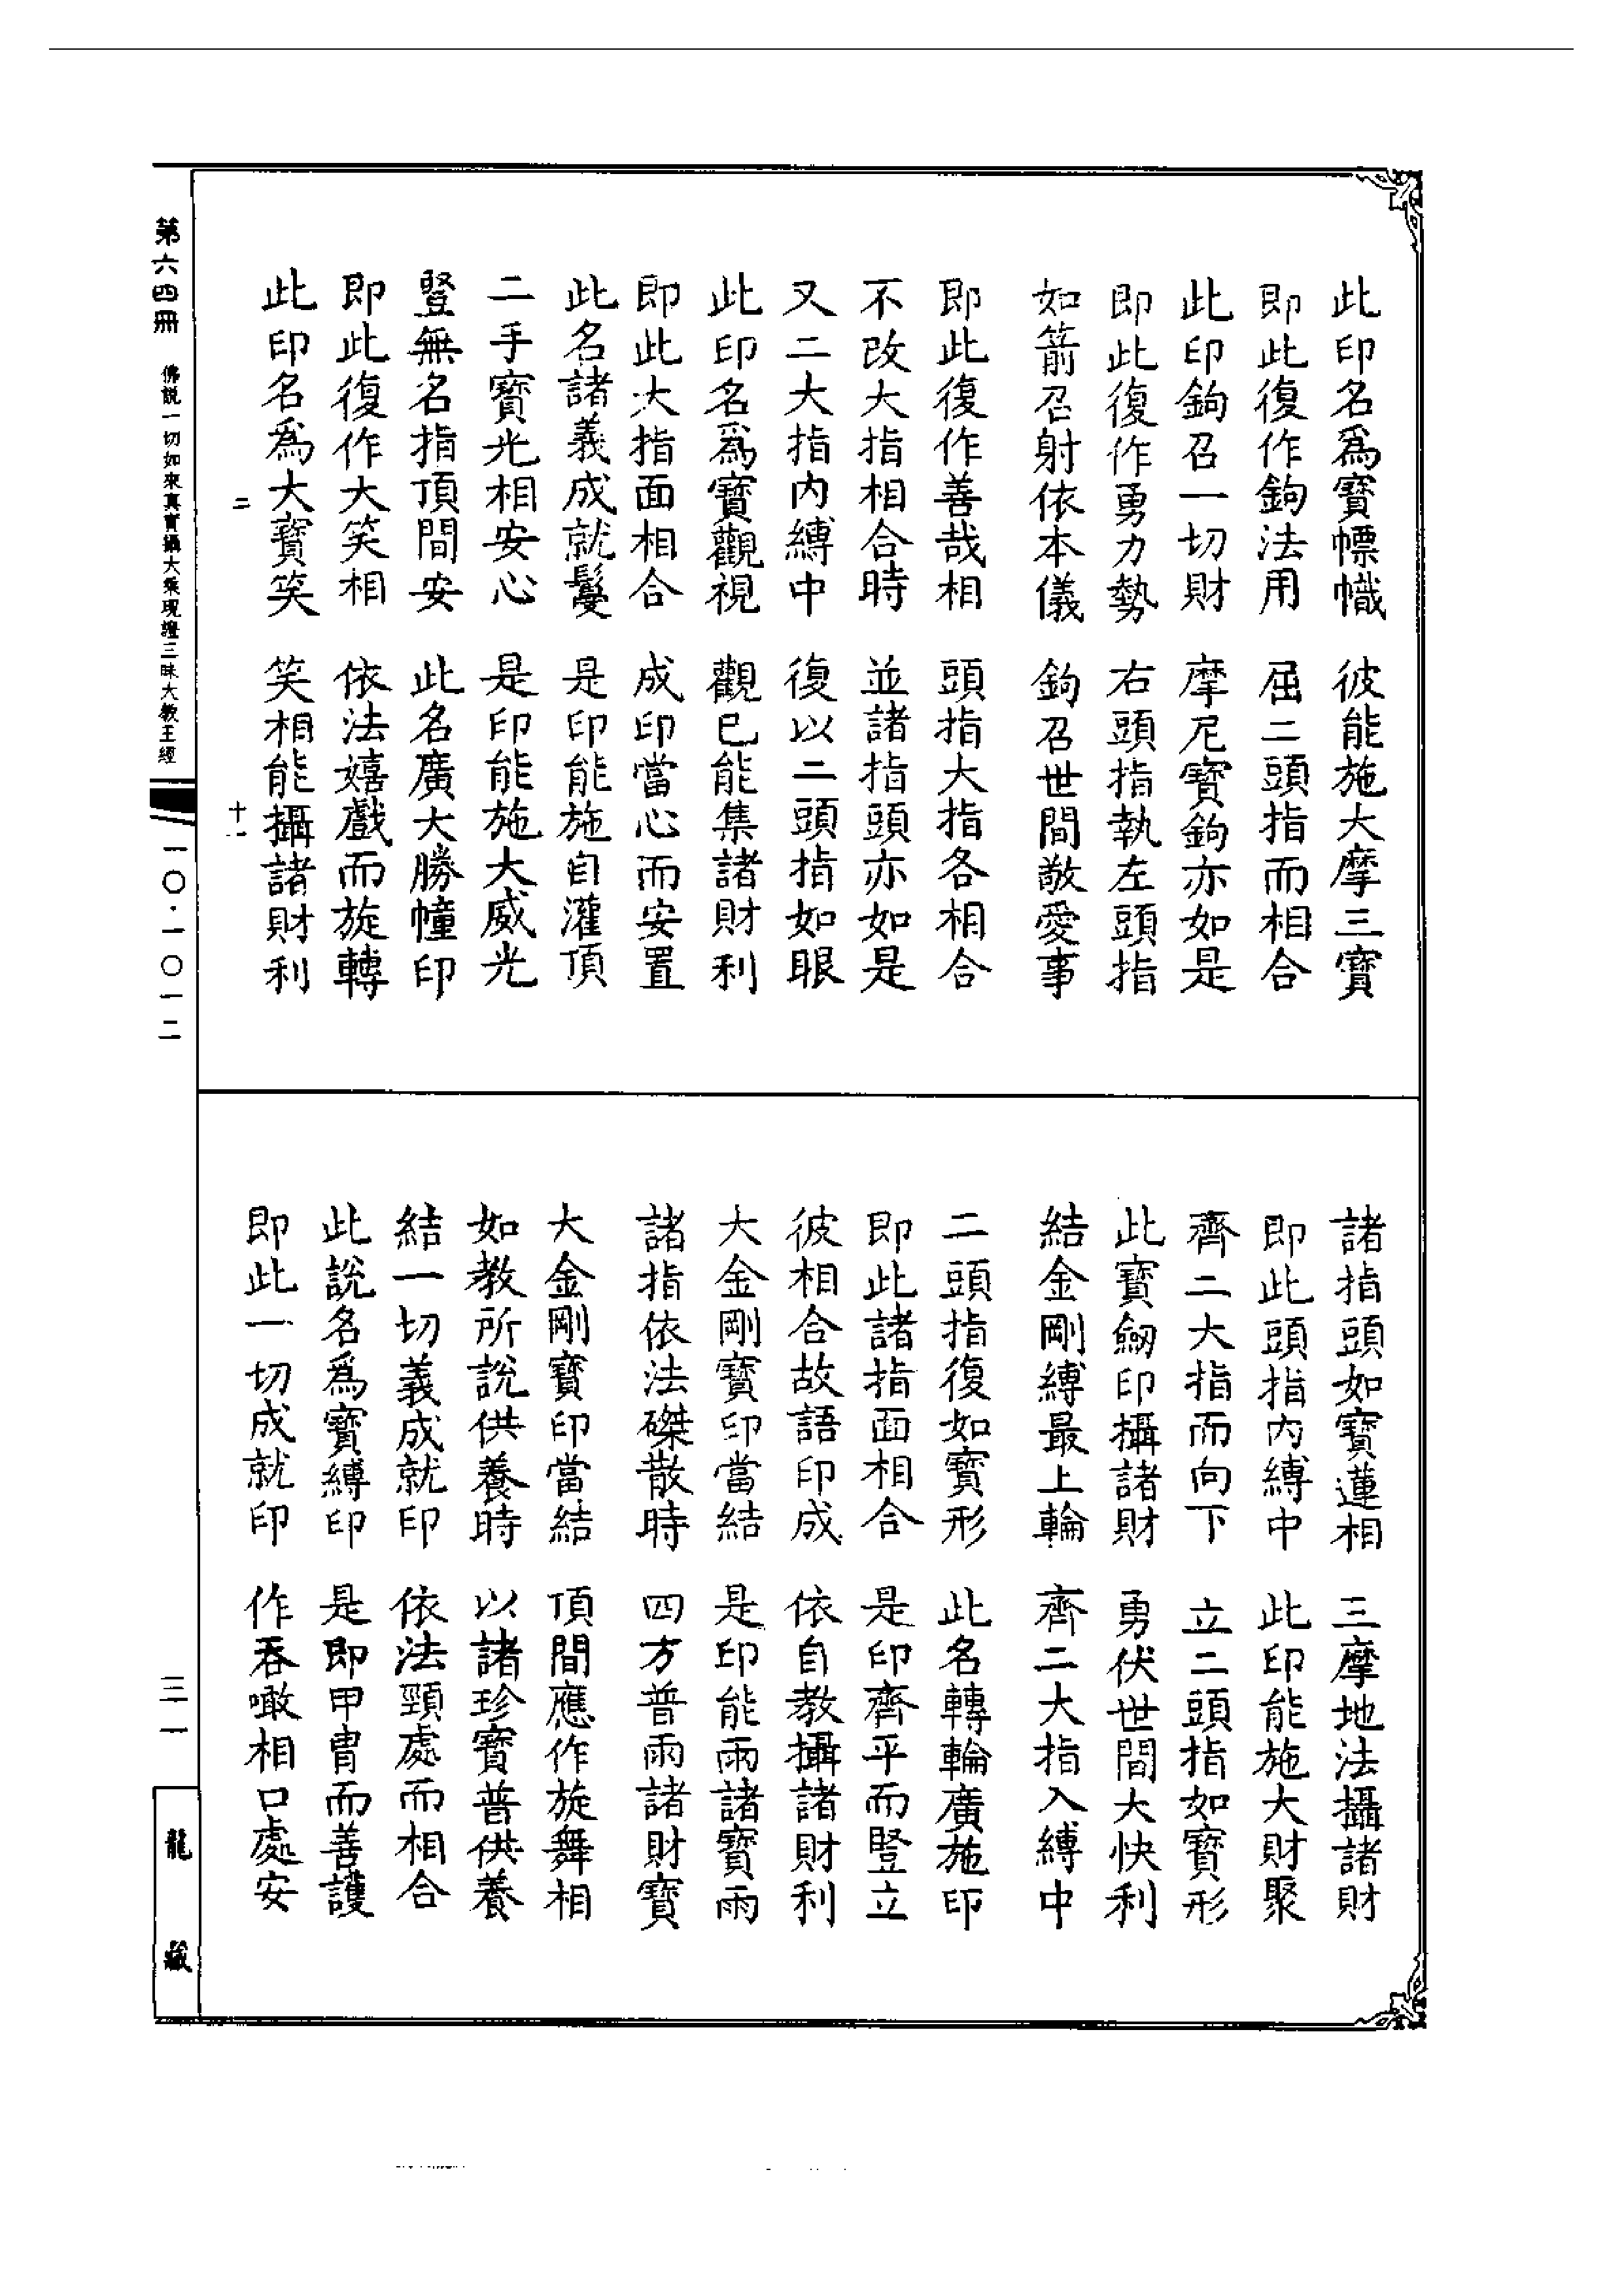 此印名爲寶幖幟　彼能施大摩三寶
即此復作鉤法用　屈二頭指而相合
此印鉤召一切財　摩尼寶鉤亦如是
即此復作勇力勢　右頭指執左頭指
如箭召射依本儀　鉤召世間敬愛事
即此復作善哉相　頭指大指各相合
不改大指相合時　並諸指頭亦如是
又二大指內縛中　復以二頭指如眼
此印名爲寶觀視　觀已能集諸財利
即此大指面相合　成印當心而安置
此名諸義成就鬘　是印能施自灌頂
二手寶光相安心　是印能施大威光
豎無名指頂間安　此名廣大勝幢印
即此復作大笑相　依法嬉戲而旋轉
此印名爲大寶笑　笑相能攝諸財利
諸指頭如寶蓮相　三摩地法攝諸財
即此頭指內縛中　此印能施大財聚
齊二大指而向下　立二頭指如寶形
此寶劒印攝諸財　勇伏世間大快利
結金剛縛最上輪　齊二大指入縛中
二頭指復如寶形　此名轉輪廣施印
即此諸指面相合　是印齊平而豎立
彼相合故語印成　依自教攝諸財利
大金剛寶印當結　是印能雨諸寶雨
諸指依法磔散時　四方普雨諸財寶
大金剛寶印當結　頂間應作旋舞相
如教所說供養時　以諸珍寶普供養
結一切義成就印　依法頸處而相合
此說名爲寶縛印　是即甲冑而善護
即此一切成就印　作吞噉相口處安
二　十一
第六四冊　佛說一切如來真實攝大乘現證三昧大教王經　一〇·一〇一二　三一　龍藏